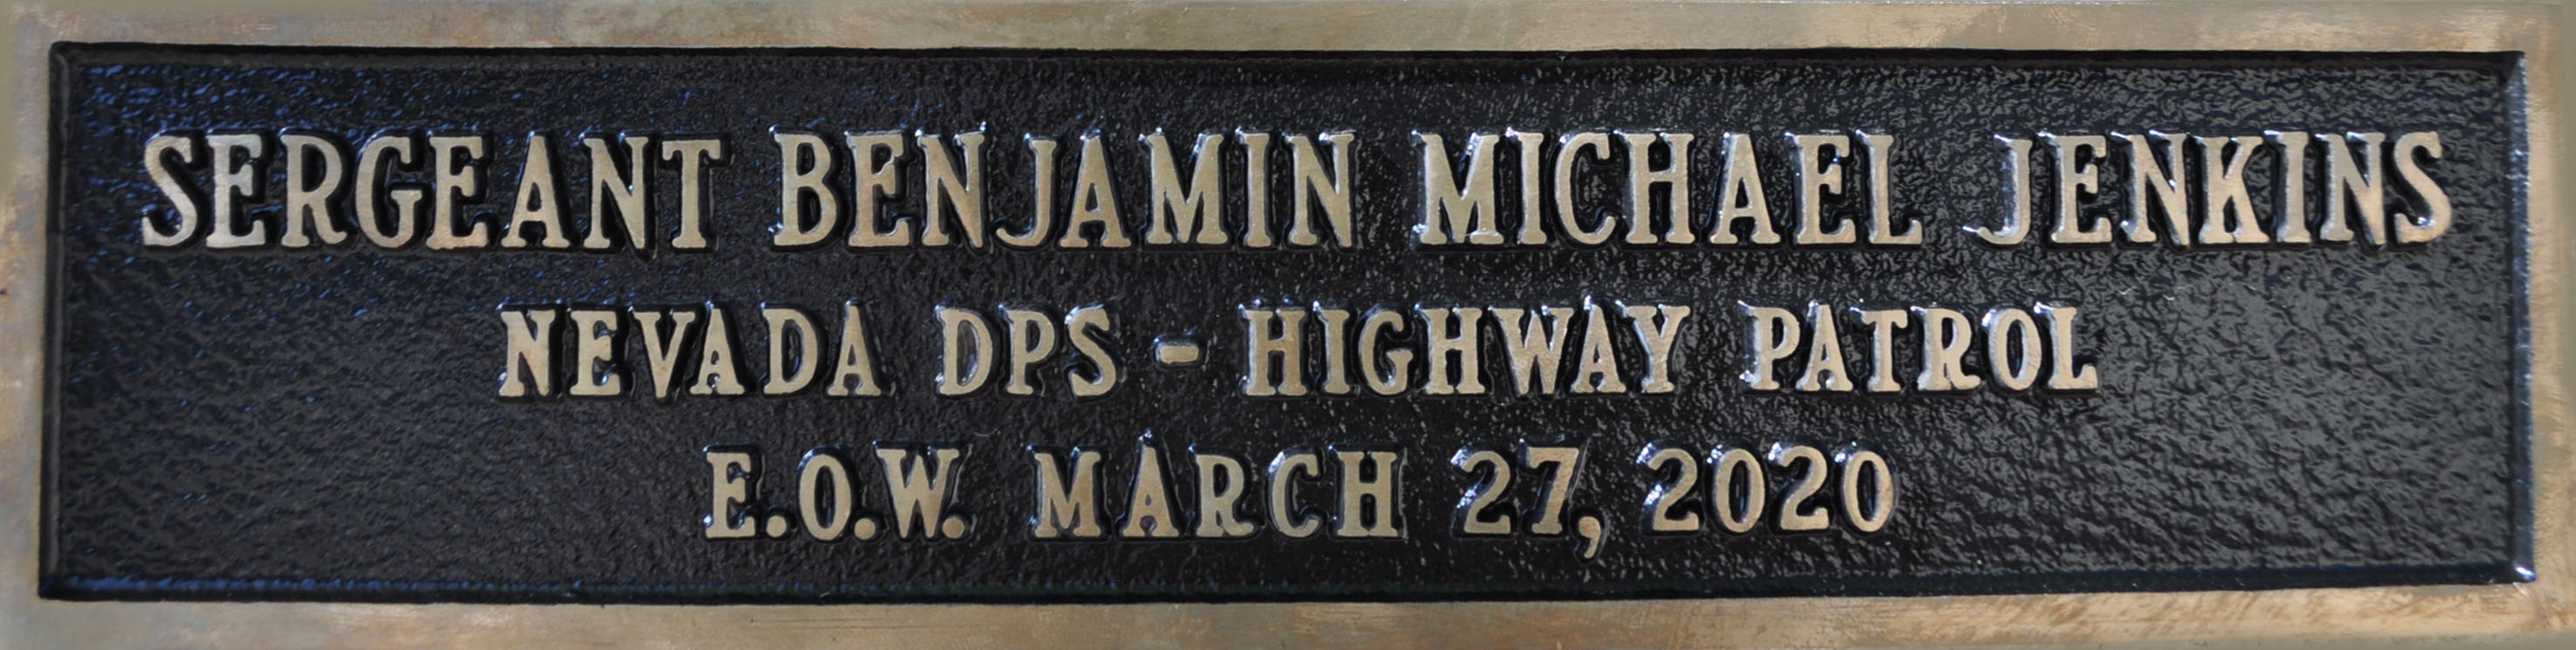 SERGEANT BENJAMIN MICHAEL JENKINS
NEVADA DPS - HIGHWAY PATROL
E.O.W. MARCH 27, 2020